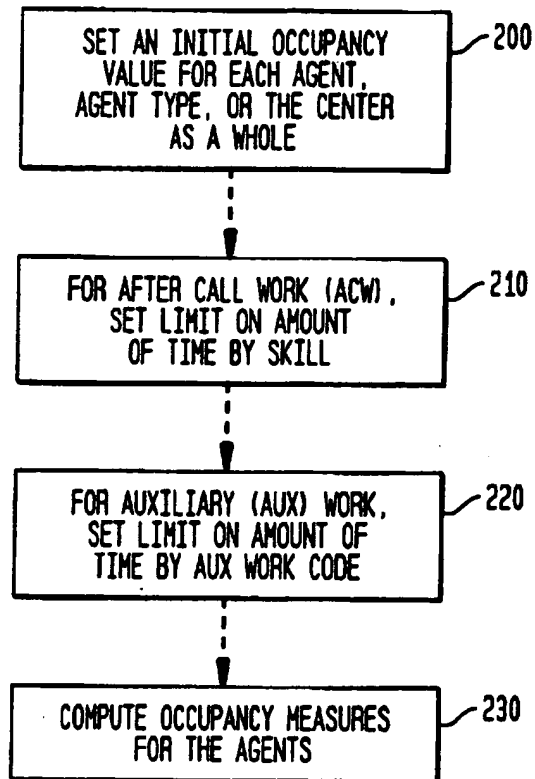 SET AN INITIAL OCCUPANCY
VALUE FOR EACH AGENT,
AGENT TYPE, OR THE CENTER
AS A WHOLE
200
FOR AFTER CALL WORK (ACW),
SET LIMIT ON AMOUNT
OF TIME BY SKILL
210
FOR AUXILIARY (AUX) WORK,
SET LIMIT ON AMOUNT OF
TIME BY AUX WORK CODE
220
COMPUTE OCCUPANCY MEASURES
FOR THE AGENTS
230